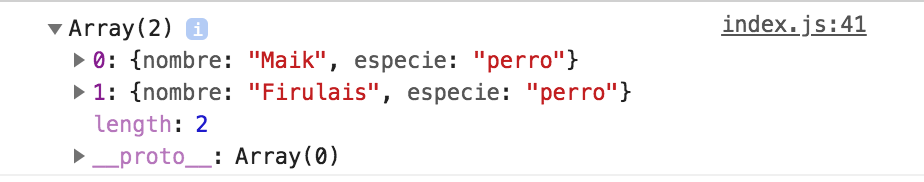 ▼Array(2) i index.js:41
▶0: {nombre: "Maik", especie: "perro"}
▶1: {nombre: "Firulais", especie: "perro"}
length: 2
▶__proto__: Array(0)